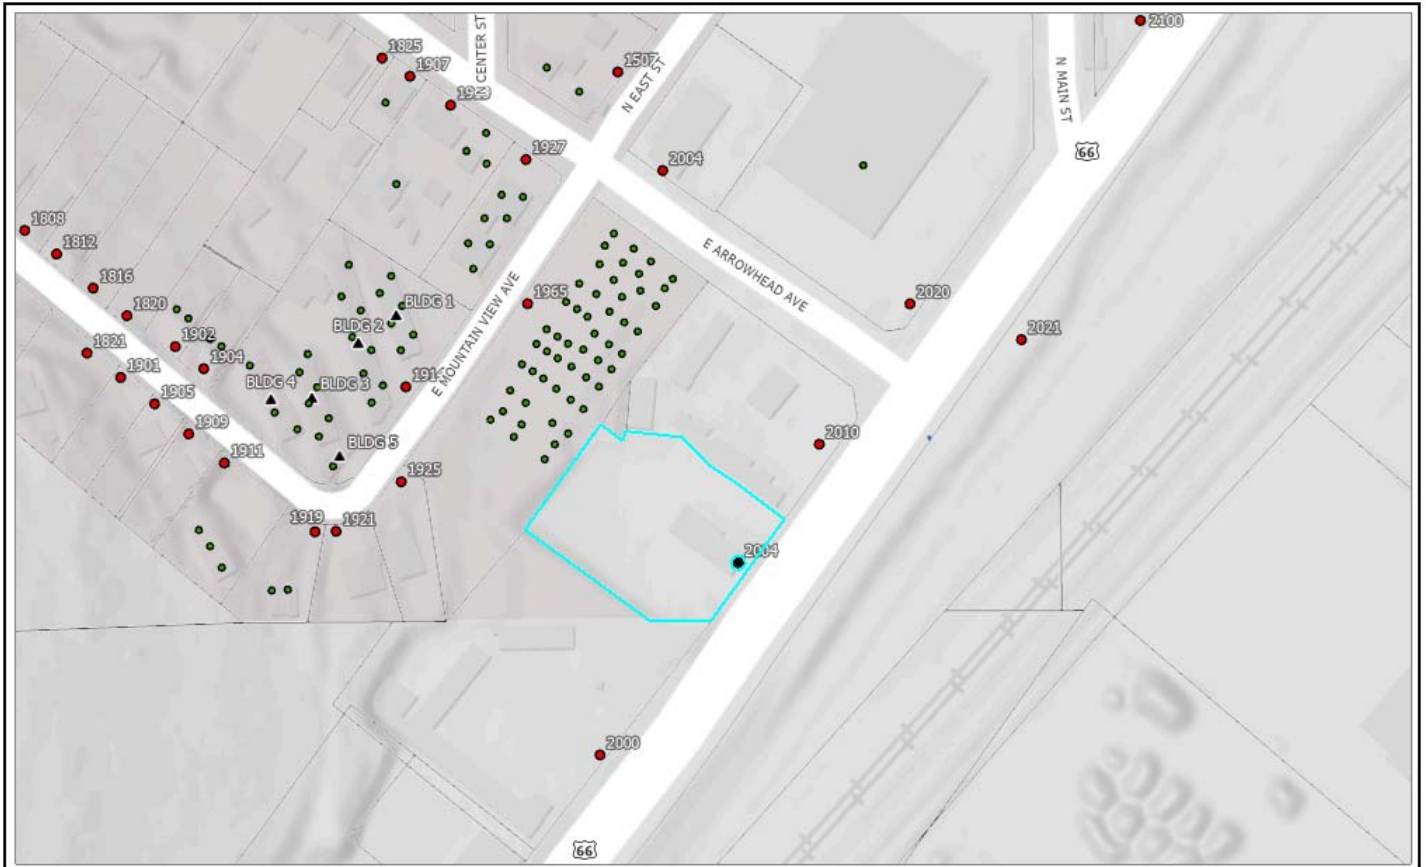 2100
1825
1907
N CENTER ST
1507
N EAST ST
N MAIN ST
66
1927
2004
1808
1812
1816
1820
1821
1901
1902
1904
1905
1909
1911
BLDG 1
BLDG 2
BLDG 3
BLDG 4
BLDG 5
E MOUNTAIN VIEW AVE
1965
E ARROWHEAD AVE
2020
2021
2010
1925
1919
1921
2004
2000
66